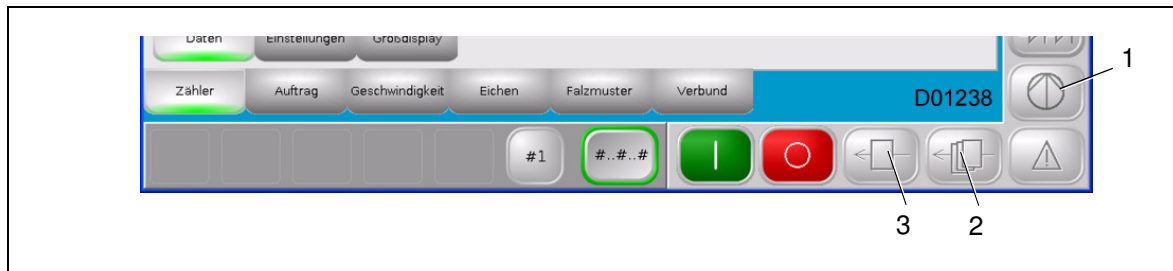 Daten Einstellungen Großdisplay
1
Zähler Auftrag Geschwindigkeit Eichen Falzmuster Verbund D01238
#1 #..#..#
3 2